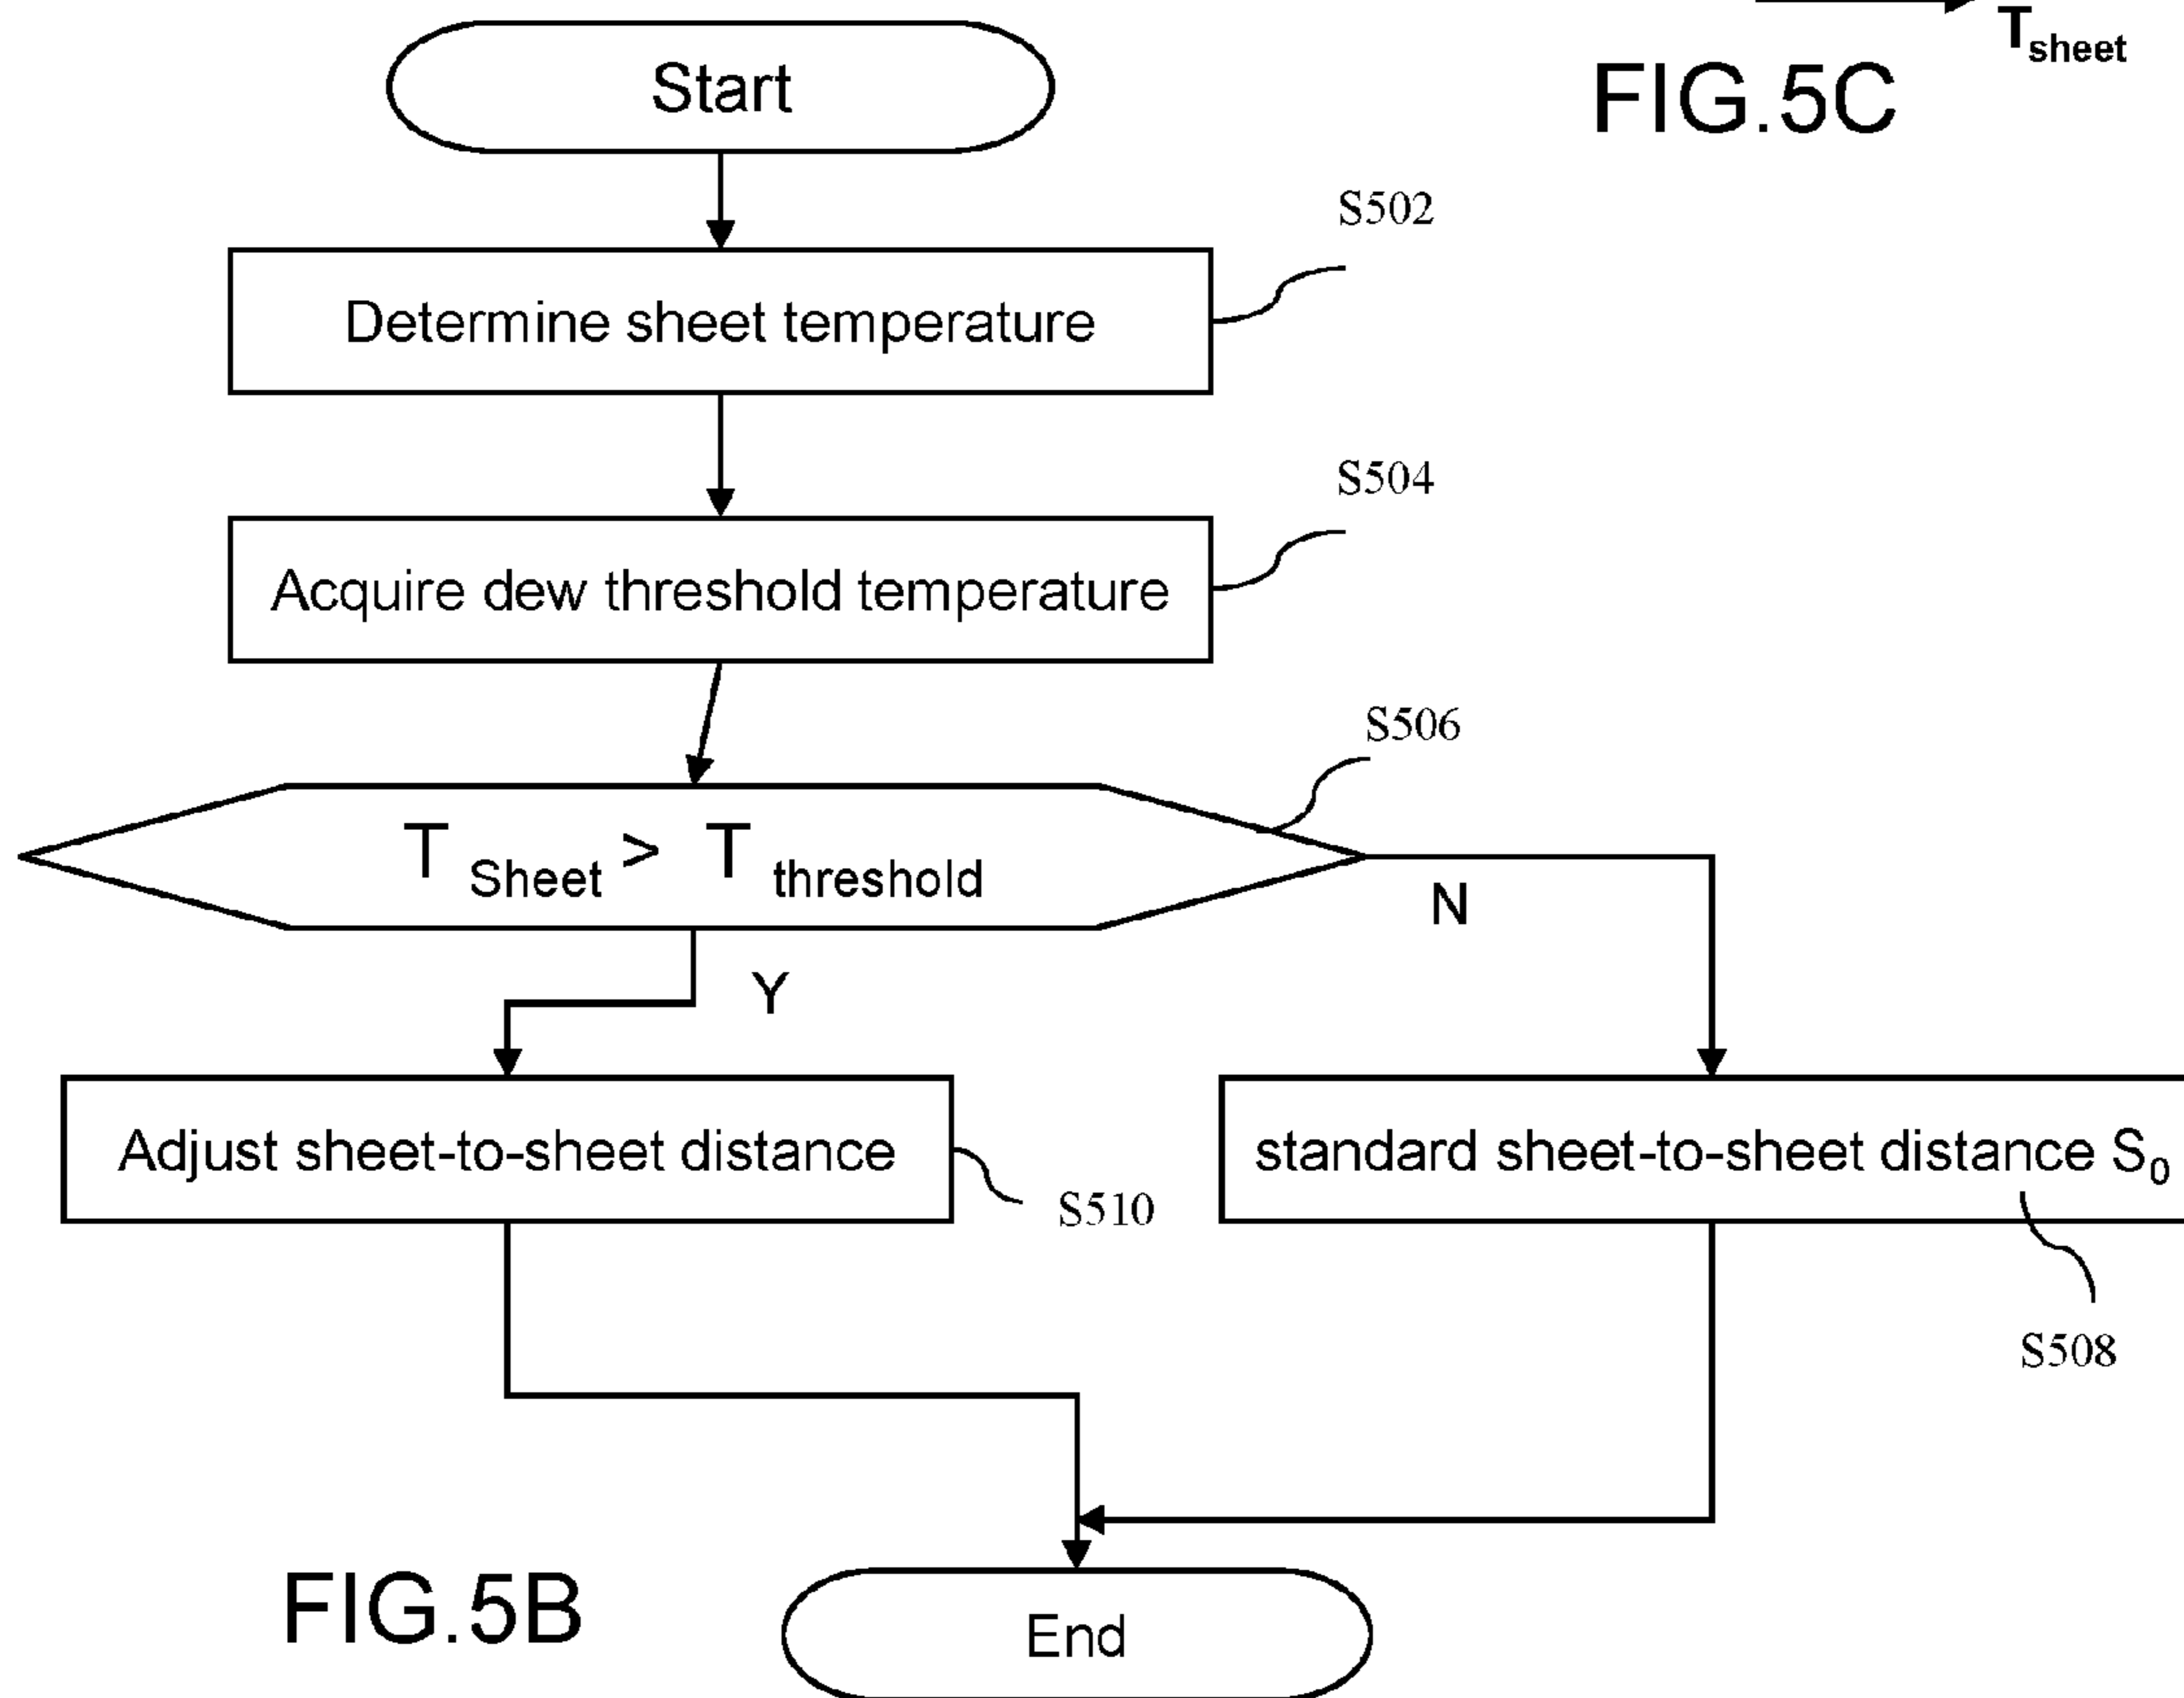 T sheet
FIG.5C
Start
S502
Determine sheet temperature
S504
Acquire dew threshold temperature
S506
T Sheet > T threshold
N
Y
Adjust sheet-to-sheet distance
standard sheet-to-sheet distance S0
S510
S508
FIG.5B
End